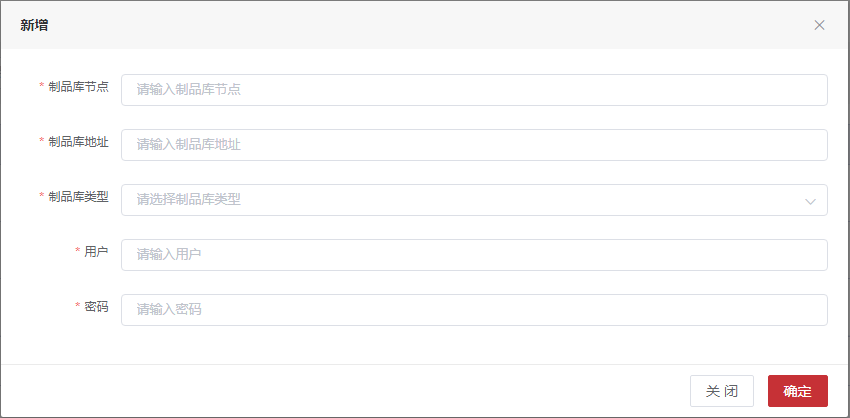 新增
* 制品库节点 请输入制品库节点
* 制品库地址 请输入制品库地址
* 制品库类型 请选择制品库类型
* 用户 请输入用户
* 密码 请输入密码
关 闭 确定